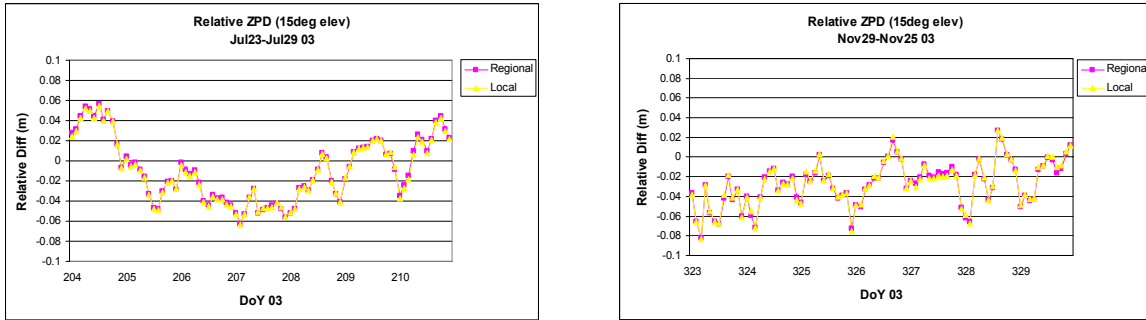 Relative ZPD (15deg elev)
Jul23-Jul29 03
Relative Diff (m)
0.1
0.08
0.06
0.04
0.02
0
-0.02
-0.04
-0.06
-0.08
-0.1
204 205 206 207 208 209 210
DoY 03
Regional
Local
Relative ZPD (15deg elev)
Nov29-Nov25 03
Relative Diff (m)
0.1
0.08
0.06
0.04
0.02
0
-0.02
-0.04
-0.06
-0.08
-0.1
323 324 325 326 327 328 329
DoY 03
Regional
Local